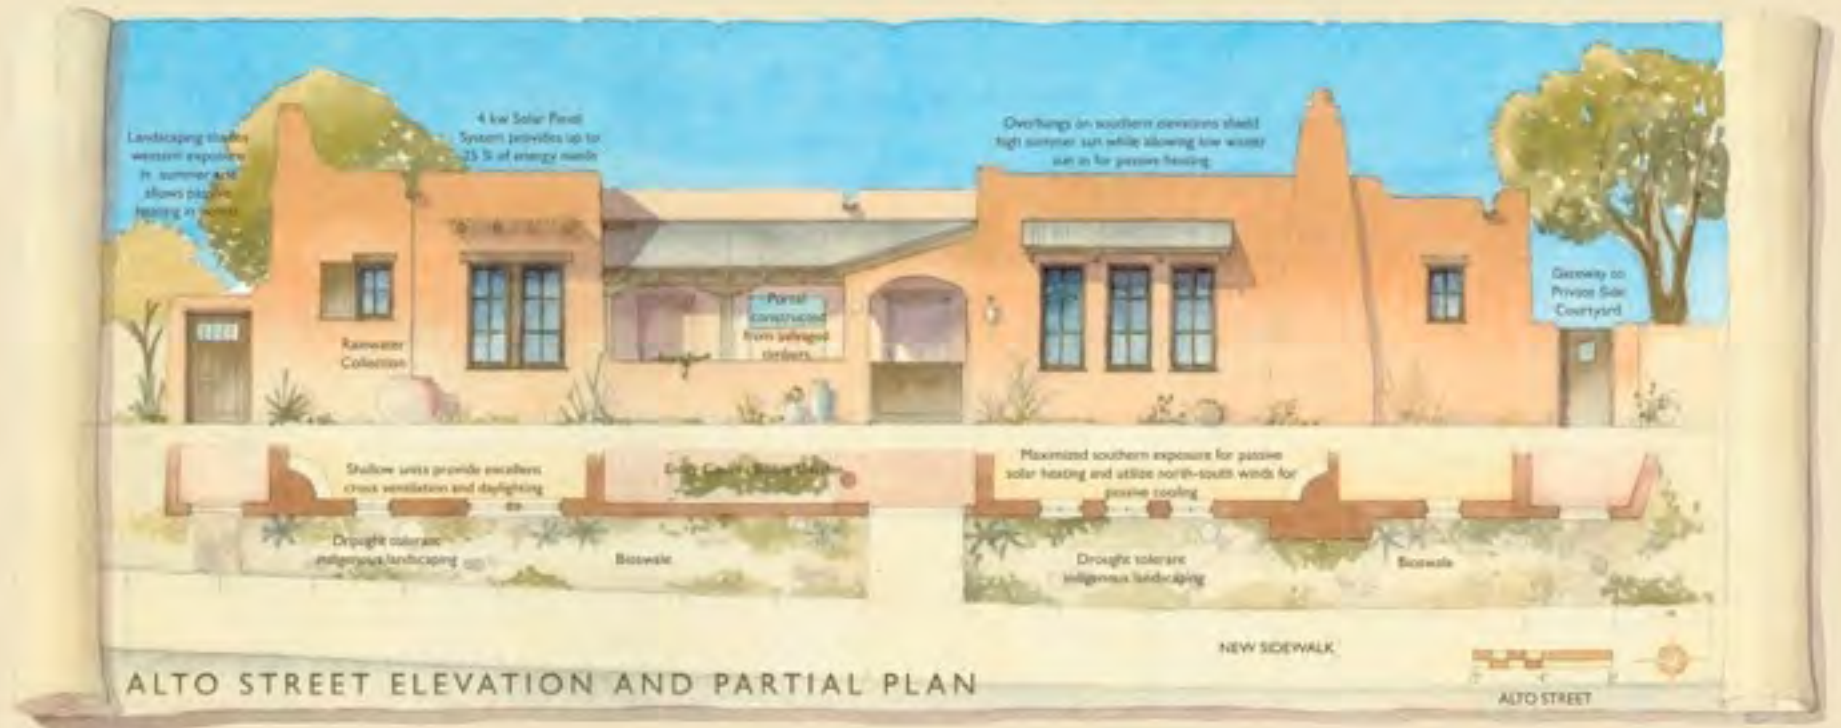 Landscaping shades
western exposure
in summer and
allows passive
heating in winter
4 kw Solar Panel
System provides up to
25 % of energy needs
Overhangs on southern elevations shield
high summer sun while allowing low winter
sun in for passive heating
Gateway to
Private Side
Courtyard
Portal
constructed
from salvaged
timbers
Rainwater
Collection
Shallow units provide excellent
cross ventilation and daylighting
Maximized southern exposure for passive
solar heating and utilize north-south winds for
passive cooling
Drought tolerant
indigenous landscaping
Bioswale
Drought tolerant
indigenous landscaping
Bioswale
NEW SIDEWALK
ALTO STREET ELEVATION AND PARTIAL PLAN
ALTO STREET